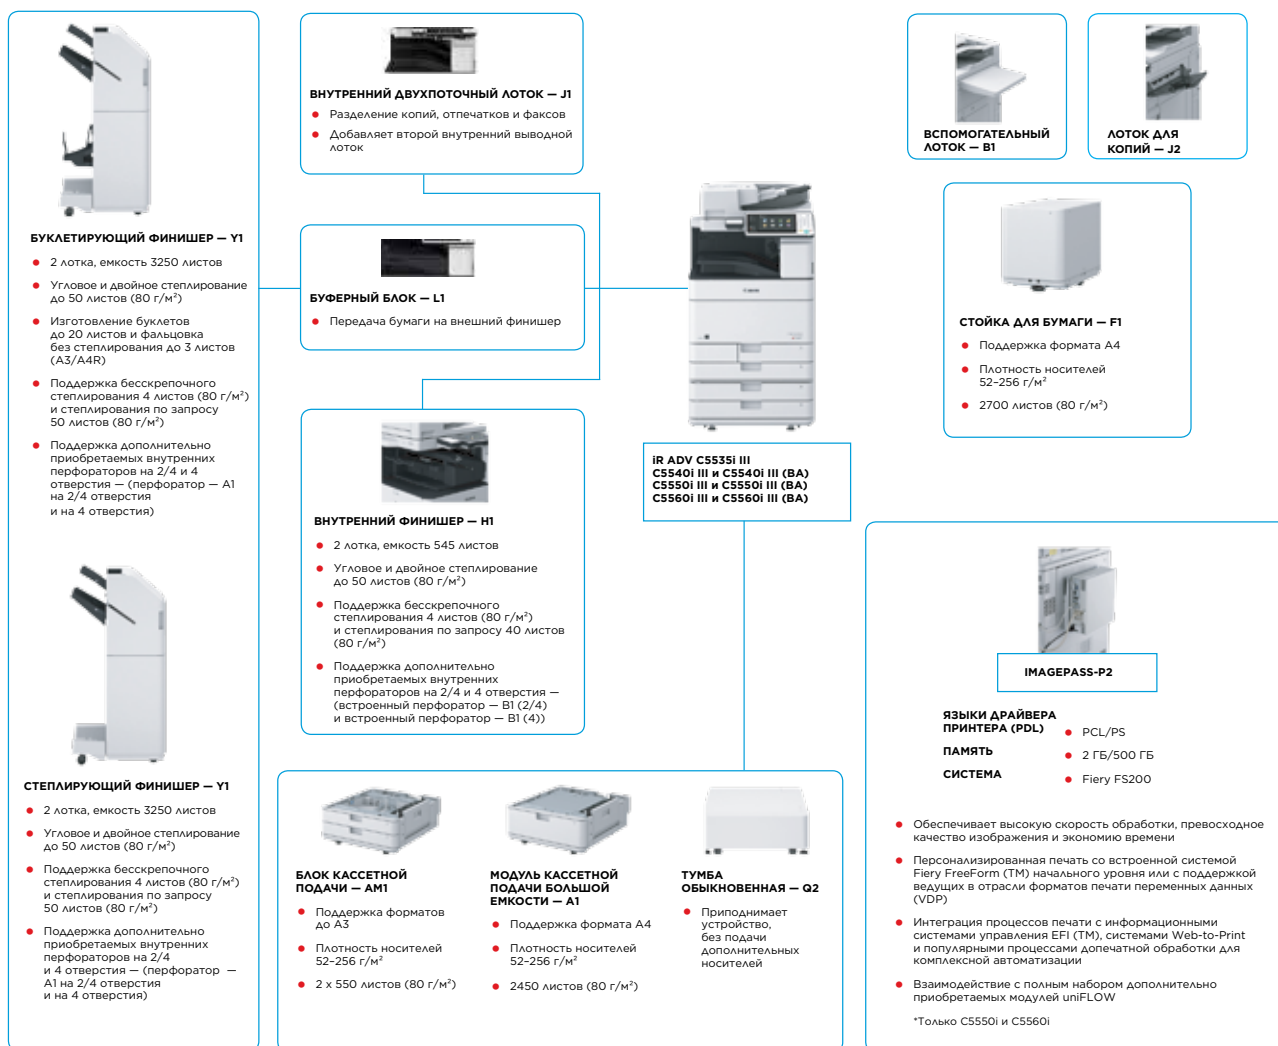 БУКЛЕТИРУЮЩИЙ ФИНИШЕР — Y1
2 лотка, емкость 3250 листов
Угловое и двойное степлирование
до 50 листов (80 г/м²)
Изготовление буклетов
до 20 листов и фальцовка
без степлирования до 3 листов
(A3/A4R)
Поддержка бесскрепочного
степлирования 4 листов (80 г/м²)
и степлирования по запросу
50 листов (80 г/м²)
Поддержка дополнительно
приобретаемых внутренних
перфораторов на 2/4 и 4
отверстия — (перфоратор — A1
на 2/4 отверстия
и на 4 отверстия)
СТЕПЛИРУЮЩИЙ ФИНИШЕР — Y1
2 лотка, емкость 3250 листов
Угловое и двойное степлирование
до 50 листов (80 г/м²)
Поддержка бесскрепочного
степлирования 4 листов (80 г/м²)
и степлирования по запросу
50 листов (80 г/м²)
Поддержка дополнительно
приобретаемых внутренних
перфораторов на 2/4
и 4 отверстия — (перфоратор —
A1 на 2/4 отверстия
и на 4 отверстия)
ВНУТРЕННИЙ ДВУХПОТОЧНЫЙ ЛОТОК — J1
Разделение копий, отпечатков и факсов
Добавляет второй внутренний выводной
лоток
БУФЕРНЫЙ БЛОК — L1
Передача бумаги на внешний финишер
ВНУТРЕННИЙ ФИНИШЕР — H1
2 лотка, емкость 545 листов
Угловое и двойное степлирование
до 50 листов (80 г/м²)
Поддержка бесскрепочного
степлирования 4 листов (80 г/м²)
и степлирования по запросу 40 листов
(80 г/м²)
Поддержка дополнительно
приобретаемых внутренних
перфораторов на 2/4 и 4 отверстия —
(встроенный перфоратор — B1 (2/4)
и встроенный перфоратор — B1 (4))
Canon
iR ADV C5535i III
C5540i III и C5540i III (BA)
C5550i III и C5550i III (BA)
C5560i III и C5560i III (BA)
БЛОК КАССЕТНОЙ
ПОДАЧИ — AM1
Поддержка форматов
до A3
Плотность носителей
52–256 г/м²
2 x 550 листов (80 г/м²)
МОДУЛЬ КАССЕТНОЙ
ПОДАЧИ БОЛЬШОЙ
ЕМКОСТИ — A1
Поддержка формата A4
Плотность носителей
52–256 г/м²
2450 листов (80 г/м²)
ТУМБА
ОБЫКНОВЕННАЯ — Q2
Приподнимает
устройство,
без подачи
дополнительных
носителей
ВСПОМОГАТЕЛЬНЫЙ
ЛОТОК — B1
ЛОТОК ДЛЯ
КОПИЙ — J2
СТОЙКА ДЛЯ БУМАГИ — F1
Поддержка формата A4
Плотность носителей
52–256 г/м²
2700 листов (80 г/м²)
IMAGEPASS-P2
ЯЗЫКИ ДРАЙВЕРА
ПРИНТЕРА (PDL)
PCL/PS
ПАМЯТЬ
2 ГБ/500 ГБ
СИСТЕМА
Fiery FS200
Обеспечивает высокую скорость обработки, превосходное
качество изображения и экономию времени
Персонализированная печать со встроенной системой
Fiery FreeForm (TM) начального уровня или с поддержкой
ведущих в отрасли форматов печати переменных данных
(VDP)
Интеграция процессов печати с информационными
системами управления EFI (TM), системами Web-to-Print
и популярными процессами допечатной обработки для
комплексной автоматизации
Взаимодействие с полным набором дополнительно
приобретаемых модулей uniFLOW
*Только C5550i и C5560i